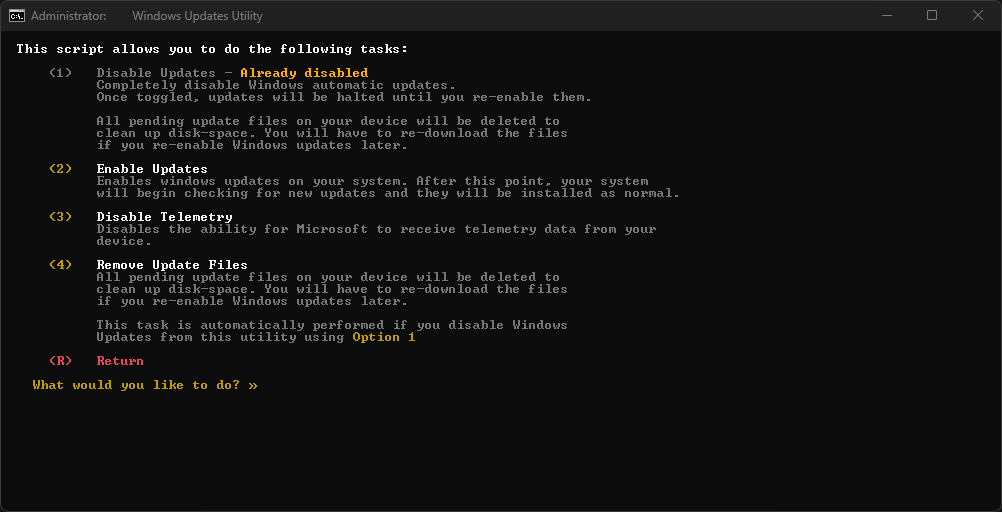 Administrator: Windows Updates Utility
This script allows you to do the following tasks:
(1) Disable Updates - Already disabled
Completely disable Windows automatic updates.
Once toggled, updates will be halted until you re-enable them.
All pending update files on your device will be deleted to
clean up disk-space. You will have to re-download the files
if you re-enable Windows updates later.
(2) Enable Updates
Enables windows updates on your system. After this point, your system
will begin checking for new updates and they will be installed as normal.
(3) Disable Telemetry
Disables the ability for Microsoft to receive telemetry data from your
device.
(4) Remove Update Files
All pending update files on your device will be deleted to
clean up disk-space. You will have to re-download the files
if you re-enable Windows updates later.
This task is automatically performed if you disable Windows
Updates from this utility using Option 1
(R) Return
What would you like to do? »